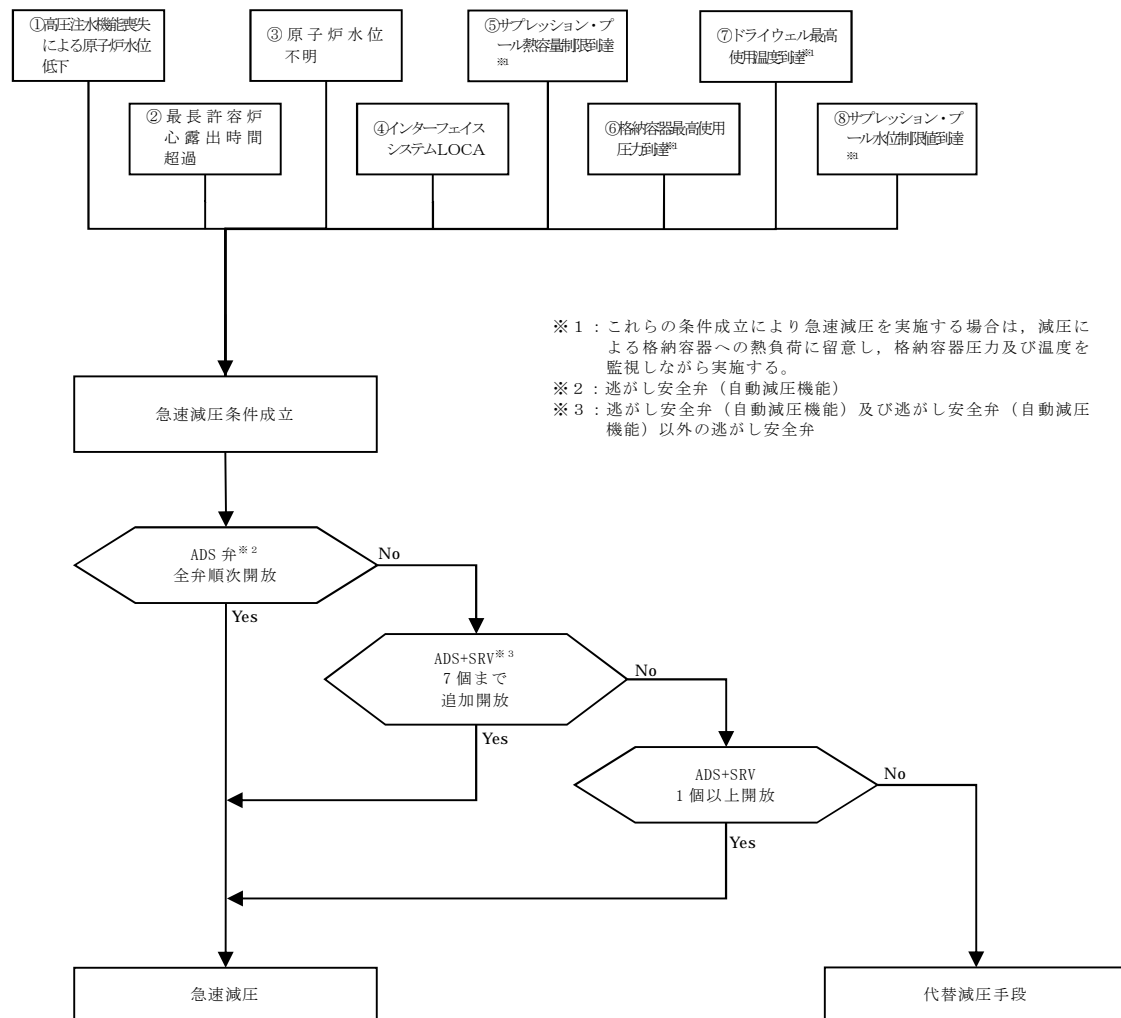 ①高圧注水機能喪失
による原子炉水位
低下
③原子炉水位
不明
⑤サプレッション・プ
ール熱容量制限到達
※1
⑦ドライウェル最高
使用温度到達※1
②最長許容炉
心露出時間
超過
④インターフェイス
システムLOCA
⑥格納容器最高使用
圧力到達※1
⑧サプレッション・プ
ール水位制限値到達
※1
※1：これらの条件成立により急速減圧を実施する場合は，減圧に
よる格納容器への熱負荷に留意し，格納容器圧力及び温度を
監視しながら実施する。
※2：逃がし安全弁（自動減圧機能）
※3：逃がし安全弁（自動減圧機能）及び逃がし安全弁（自動減圧
機能）以外の逃がし安全弁
急速減圧条件成立
ADS 弁※2
全弁順次開放
No
Yes
ADS+SRV※3
7個まで
追加開放
No
Yes
ADS+SRV
1個以上開放
No
Yes
急速減圧
代替減圧手段